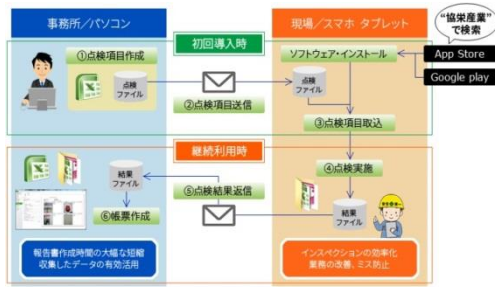 事務所／パソコン
現場／スマホ タブレット
“協栄産業”
で検索
初回導入時
①点検項目作成
ソフトウェア・インストール
App Store
Google play
点検
ファイル
点検
ファイル
②点検項目送信
③点検項目取込
継続利用時
④点検実施
結果
ファイル
⑤点検結果返信
結果
ファイル
⑥帳票作成
報告書作成時間の大幅な短縮
収集したデータの有効活用
インスペクションの効率化
業務の改善、ミス防止